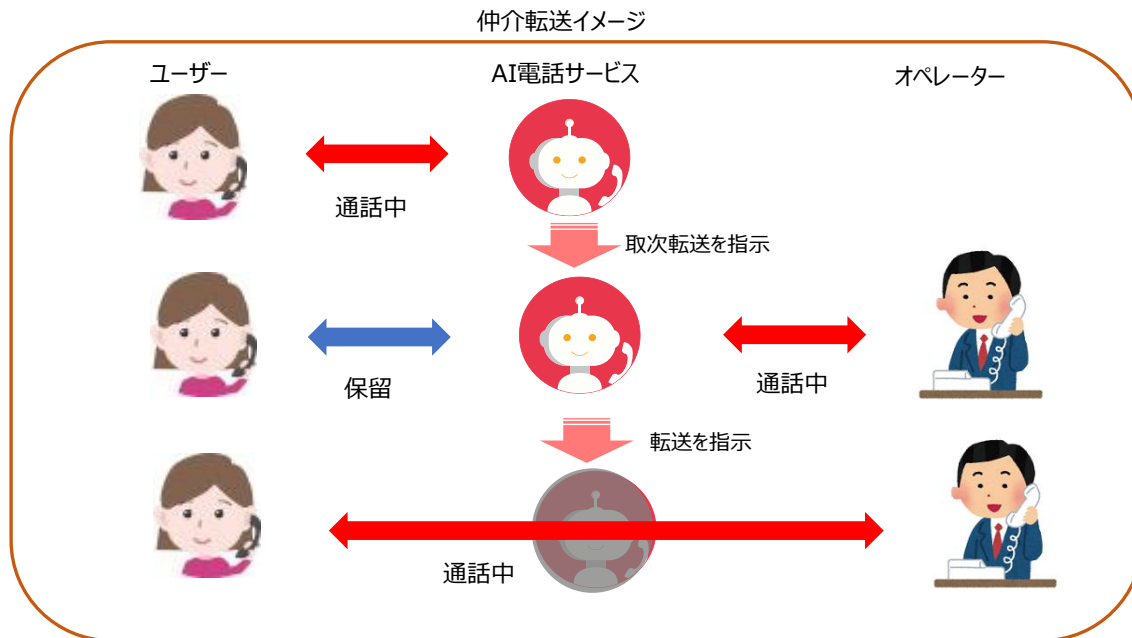 仲介転送イメージ
ユーザー
AI電話サービス
オペレーター
通話中
取次転送を指示
保留
通話中
転送を指示
通話中